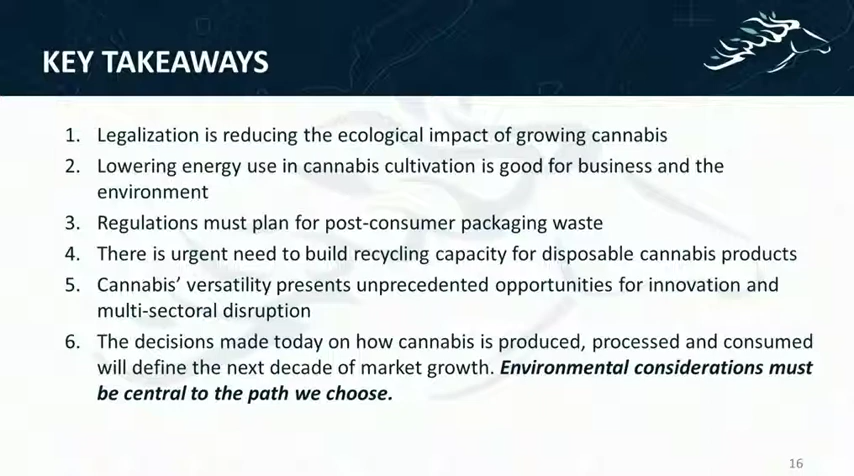 KEY TAKEAWAYS
1. Legalization is reducing the ecological impact of growing cannabis
2. Lowering energy use in cannabis cultivation is good for business and the
environment
3. Regulations must plan for post-consumer packaging waste
4. There is urgent need to build recycling capacity for disposable cannabis products
5. Cannabis’ versatility presents unprecedented opportunities for innovation and
multi-sectoral disruption
6. The decisions made today on how cannabis is produced, processed and consumed
will define the next decade of market growth. Environmental considerations must
be central to the path we choose.
16